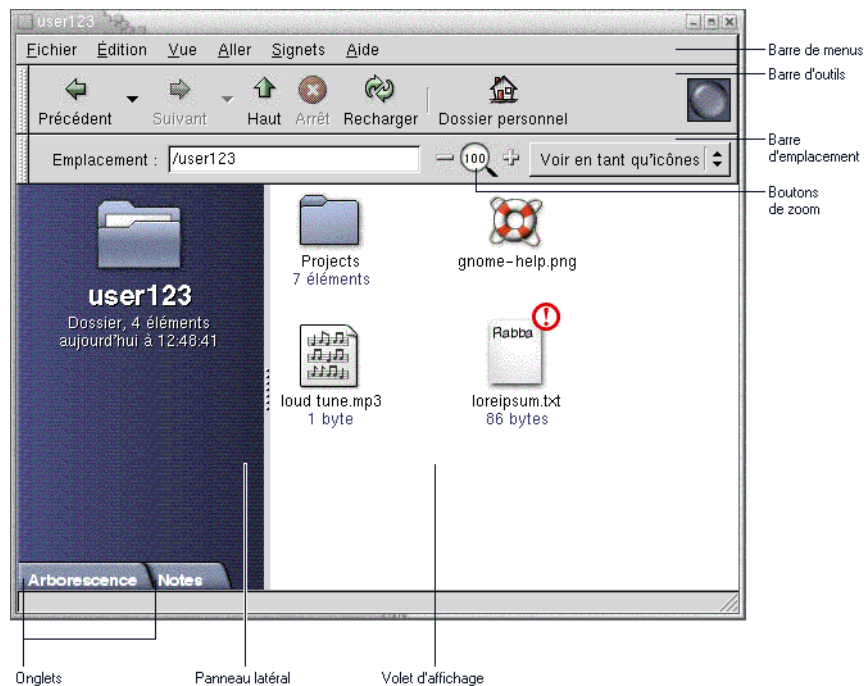 user123
Fichier Édition Vue Aller Signets Aide
Barre de menus
Barre d'outils
Précédent Suivant Haut Arrêt Recharger Dossier personnel
Barre
d'emplacement
Emplacement : /user123 100 Voir en tant qu'icônes
Boutons
de zoom
user123
Dossier, 4 éléments
aujourd'hui à 12:48:41
Projects
7 éléments
gnome-help.png
loud tune.mp3
1 byte
Rabba
loreipsum.txt
86 bytes
Arborescence Notes
Onglets
Panneau latéral
Volet d'affichage